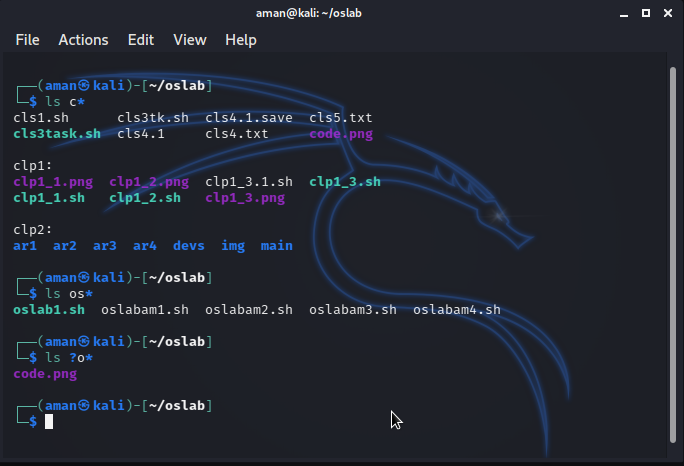 aman@kali: ~/oslab
File Actions Edit View Help
┌──(aman㉿kali)-[~/oslab]
└─$ ls c*
cls1.sh cls3tk.sh cls4.1.save cls5.txt
cls3task.sh cls4.1 cls4.txt code.png
clp1:
clp1_1.png clp1_2.png clp1_3.1.sh clp1_3.sh
clp1_1.sh clp1_2.sh clp1_3.png
clp2:
ar1 ar2 ar3 ar4 devs img main
┌──(aman㉿kali)-[~/oslab]
└─$ ls os*
oslab1.sh oslabam1.sh oslabam2.sh oslabam3.sh oslabam4.sh
┌──(aman㉿kali)-[~/oslab]
└─$ ls ?o*
code.png
┌──(aman㉿kali)-[~/oslab]
└─$